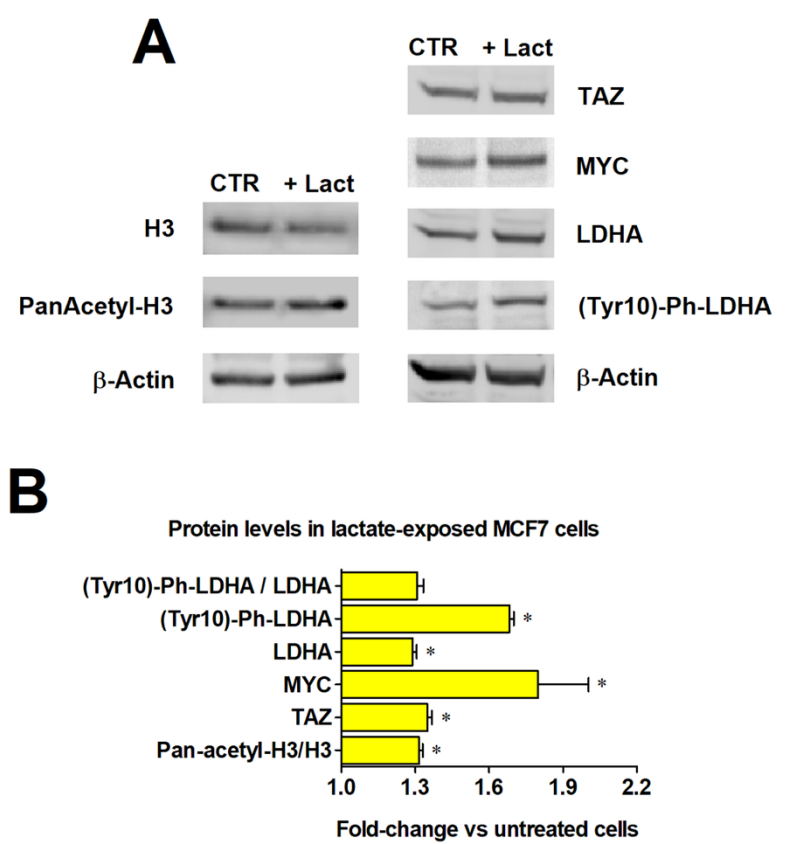 A
CTR + Lact
TAZ
MYC
LDHA
(Tyr10)-Ph-LDHA
β-Actin
CTR + Lact
H3
PanAcetyl-H3
β-Actin
B
Protein levels in lactate-exposed MCF7 cells
(Tyr10)-Ph-LDHA / LDHA
(Tyr10)-Ph-LDHA *
LDHA *
MYC *
TAZ *
Pan-acetyl-H3/H3 *
1.0 1.3 1.6 1.9 2.2
Fold-change vs untreated cells